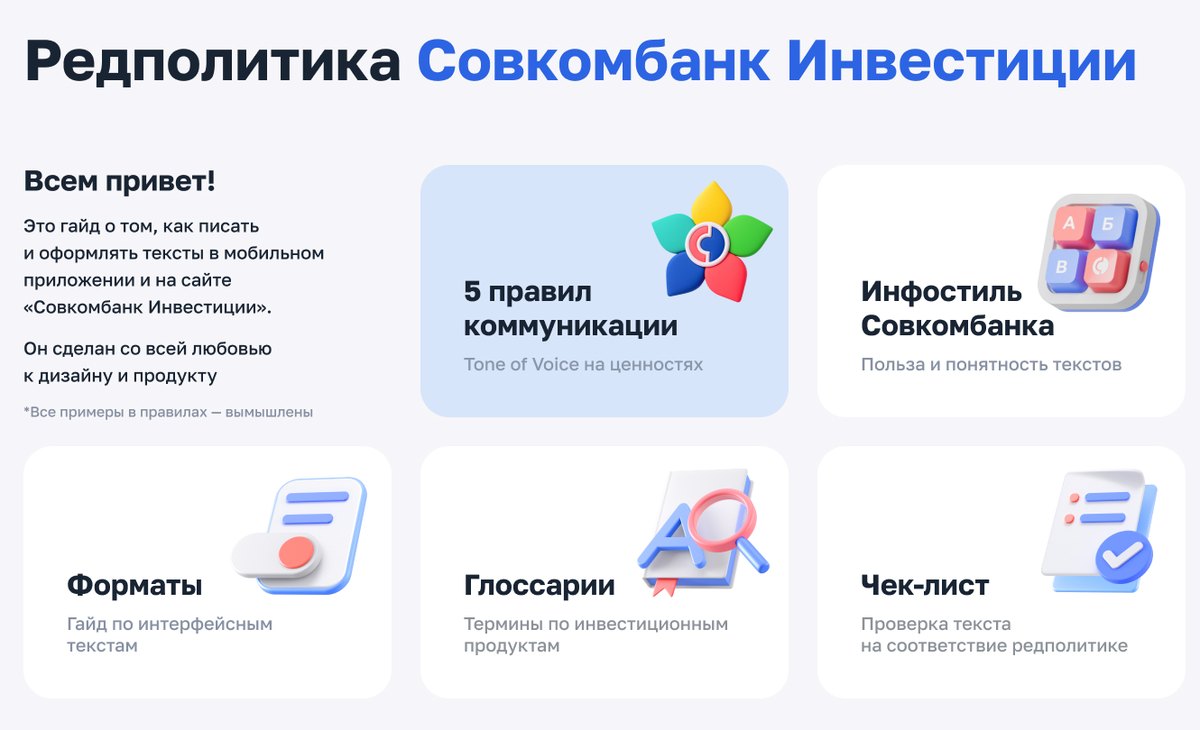 Редполитика Совкомбанк Инвестиции
Всем привет!
Это гайд о том, как писать
и оформлять тексты в мобильном
приложении и на сайте
«Совкомбанк Инвестиции».
Он сделан со всей любовью
к дизайну и продукту
*Все примеры в правилах — вымышлены
5 правил
коммуникации
Tone of Voice на ценностях
А Б
В
Инфостиль
Совкомбанка
Польза и понятность текстов
Форматы
Гайд по интерфейсным
текстам
А
Глоссарии
Термины по инвестиционным
продуктам
Чек-лист
Проверка текста
на соответствие редполитике